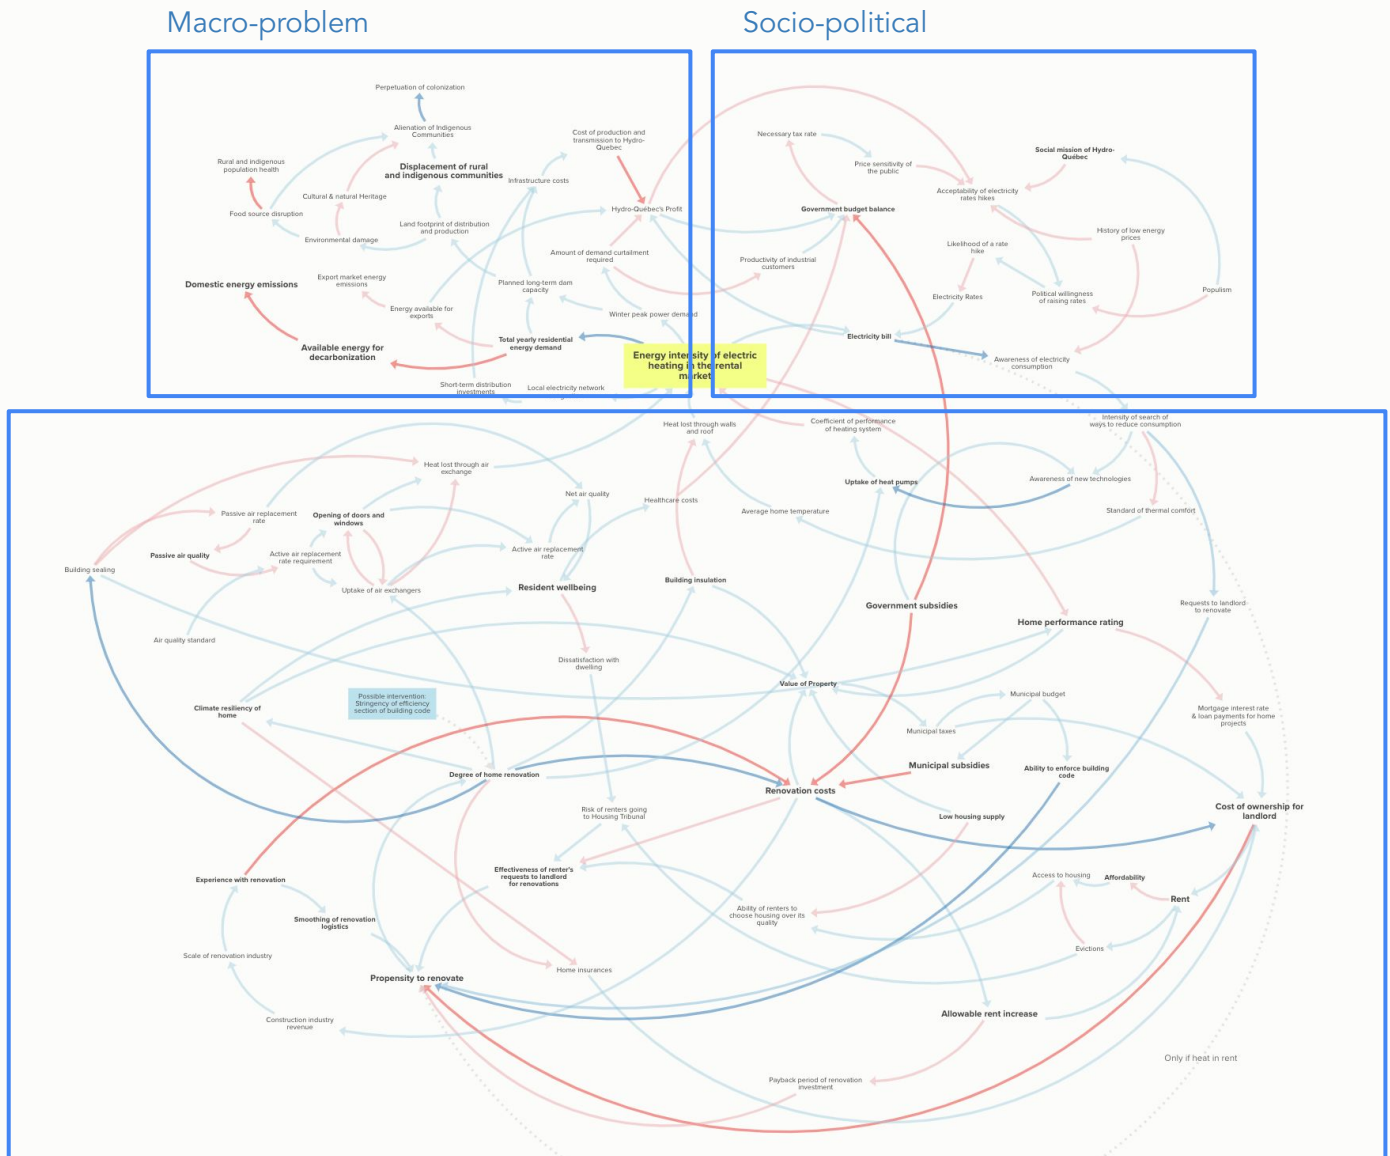 Macro-problem
Socio-political
Perpetuation of colonization
Alienation of Indigenous
Communities
Cost of production and
transmission to Hydro-
Quebec
Rural and indigenous
population health
Displacement of rural
and indigenous communities
Infrastructure costs
Cultural & natural Heritage
Food source disruption
Hydro-Québec's Profit
Land footprint of distribution
and production
Environmental damage
Amount of demand curtailment
required
Export market energy
emissions
Domestic energy emissions
Planned long-term dam
capacity
Energy available for
exports
Winter peak power demand
Available energy for
decarbonization
Total yearly residential
energy demand
Short-term distribution
investments
Local electricity network
Energy intensity of electric
heating in the rental
market
Necessary tax rate
Price sensitivity of
the public
Social mission of Hydro-
Québec
Acceptability of electricity
rates hikes
Government budget balance
History of low energy
prices
Likelihood of a rate
hike
Productivity of industrial
customers
Electricity Rates
Political willingness
of raising rates
Populism
Electricity bill
Awareness of electricity
consumption
Heat lost through walls
and roof
Coefficient of performance
of heating system
Intensity of search of
ways to reduce consumption
Heat lost through air
exchange
Uptake of heat pumps
Awareness of new technologies
Net air quality
Healthcare costs
Average home temperature
Standard of thermal comfort
Passive air replacement
rate
Opening of doors and
windows
Passive air quality
Active air replacement
rate requirement
Active air replacement
rate
Building sealing
Uptake of air exchangers
Resident wellbeing
Building insulation
Government subsidies
Requests to landlord
to renovate
Home performance rating
Air quality standard
Dissatisfaction with
dwelling
Value of Property
Possible intervention:
Stringency of efficiency
section of building code
Climate resiliency of
home
Municipal budget
Mortgage interest rate
& loan payments for home
projects
Municipal taxes
Degree of home renovation
Municipal subsidies
Ability to enforce building
code
Renovation costs
Risk of renters going
to Housing Tribunal
Low housing supply
Cost of ownership for
landlord
Experience with renovation
Effectiveness of renter's
requests to landlord
for renovations
Access to housing
Affordability
Rent
Smoothing of renovation
logistics
Ability of renters to
choose housing over its
quality
Evictions
Scale of renovation industry
Propensity to renovate
Home insurances
Construction industry
revenue
Allowable rent increase
Only if heat in rent
Payback period of renovation
investment